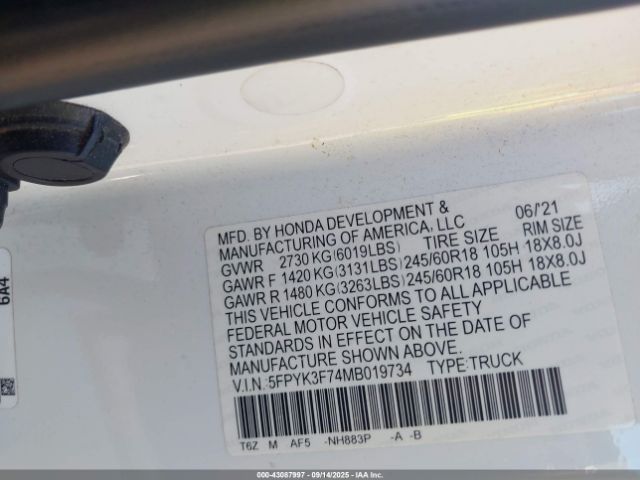 MFD. BY HONDA DEVELOPMENT & 06/'21
MANUFACTURING OF AMERICA, LLC
GVWR 2730 KG (6019LBS) TIRE SIZE RIM SIZE
GAWR F 1420 KG (3131LBS) 245/60R18 105H 18X8.0J
GAWR R 1480 KG (3263LBS) 245/60R18 105H 18X8.0J
THIS VEHICLE CONFORMS TO ALL APPLICABLE
FEDERAL MOTOR VEHICLE SAFETY
STANDARDS IN EFFECT ON THE DATE OF
MANUFACTURE SHOWN ABOVE.
V.I.N.: 5FPYK3F74MB019734 TYPE: TRUCK
T6Z M AF5 -NH883P -A -B
6A4
000-43087997 - 09/14/2025 - IAAI.COM